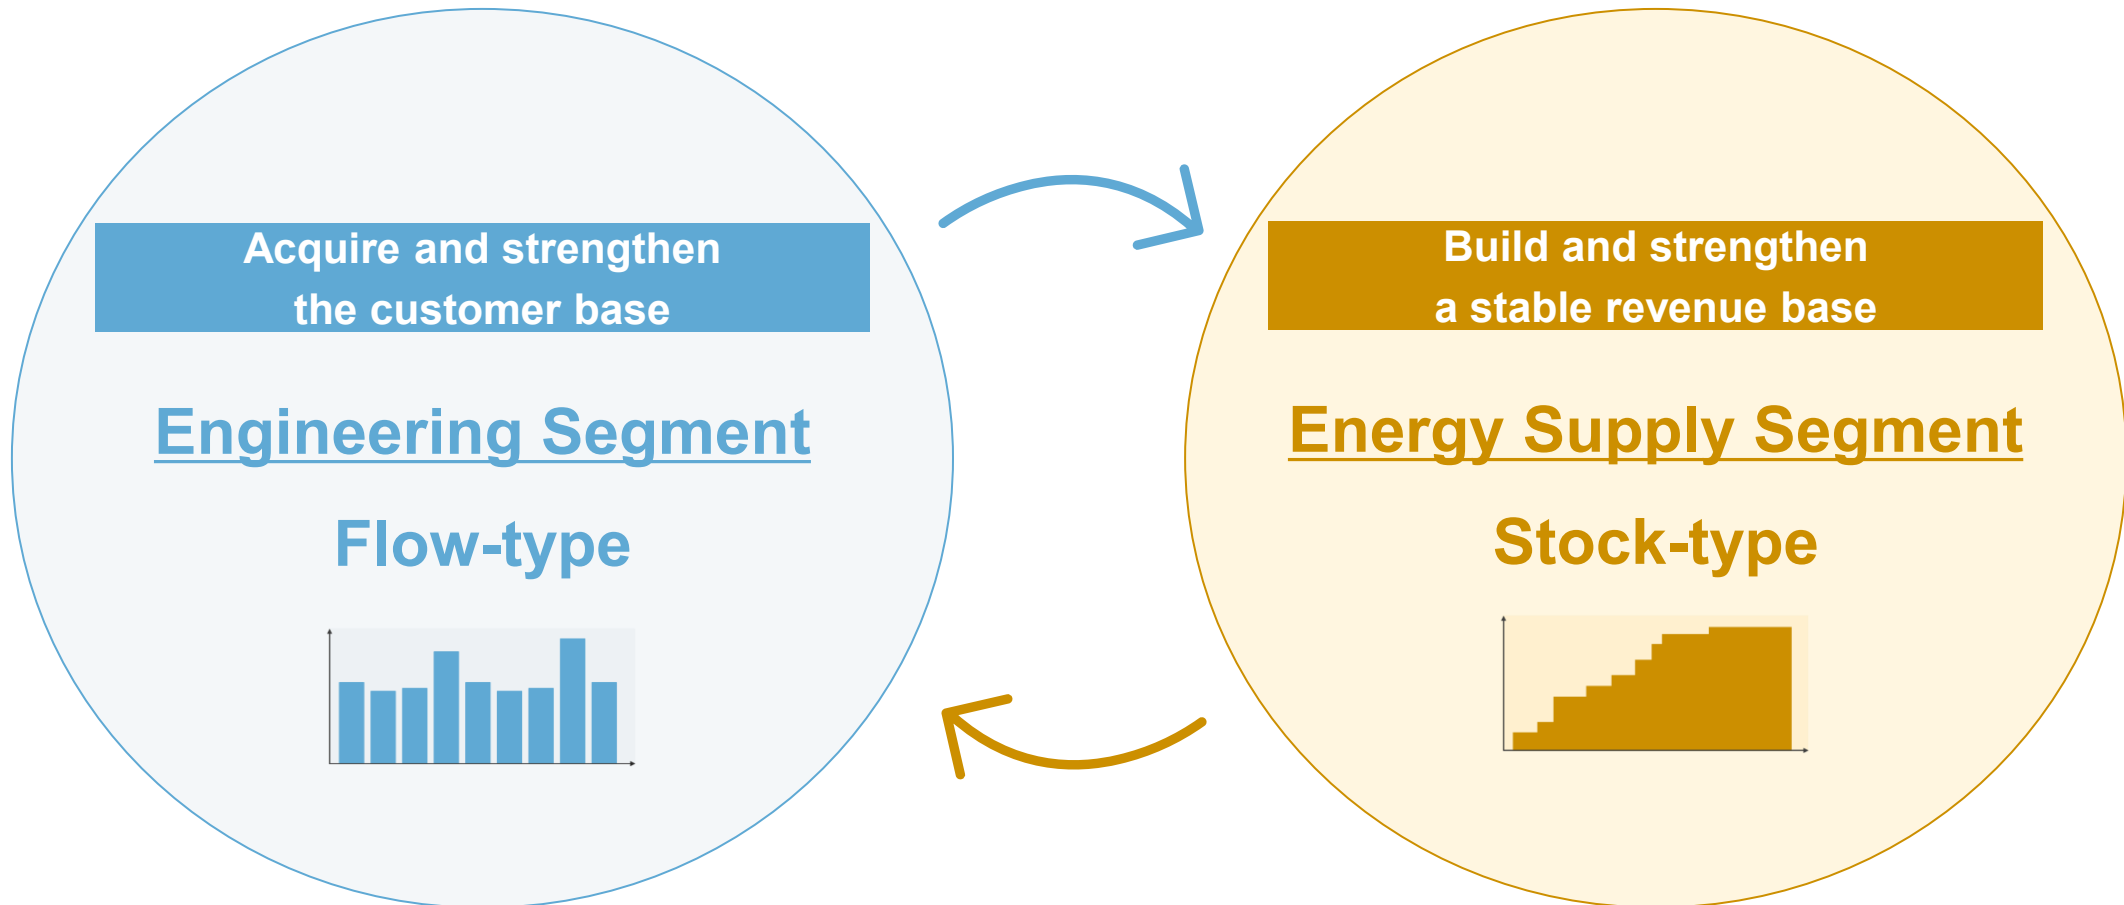 Acquire and strengthen
the customer base
Engineering Segment
Flow-type
Build and strengthen
a stable revenue base
Energy Supply Segment
Stock-type